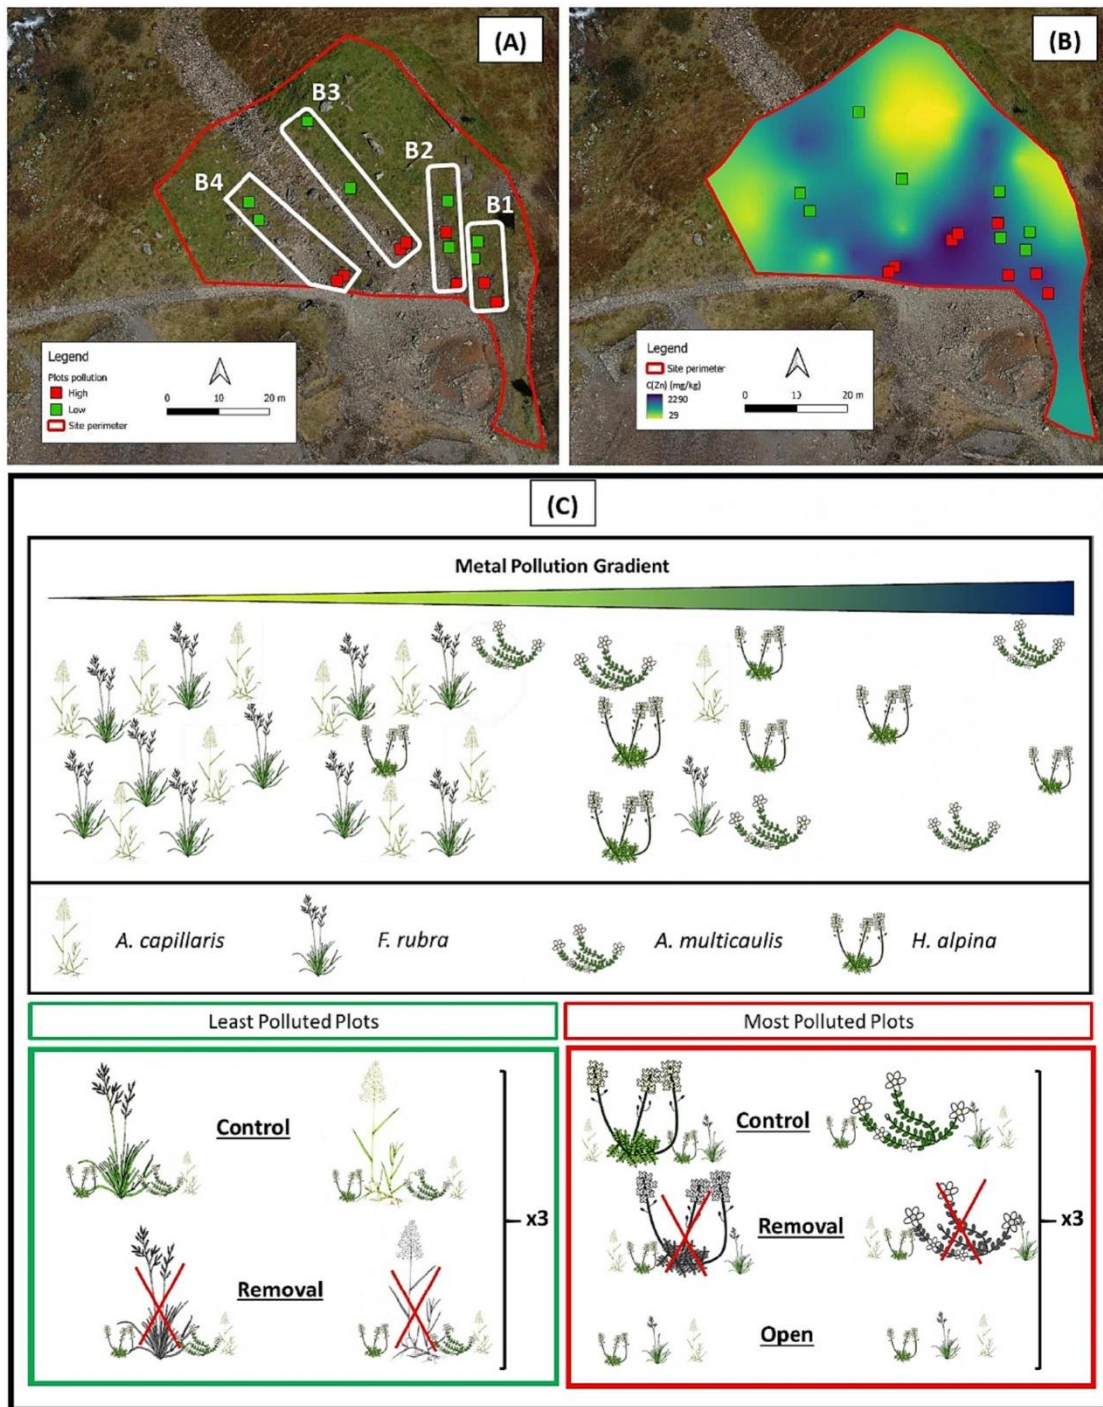 (A)
B3
B2
B4
B1
Legend
Plots pollution
High
Low
Site perimeter
0 10 20 m
(B)
Legend
Site perimeter
C(Zn) (mg/kg)
2290
29
0 10 20 m
(C)
Metal Pollution Gradient
A. capillaris
F. rubra
A. multicaulis
H. alpina
Least Polluted Plots
Most Polluted Plots
Control
x3
Removal
Control
Removal
x3
Open